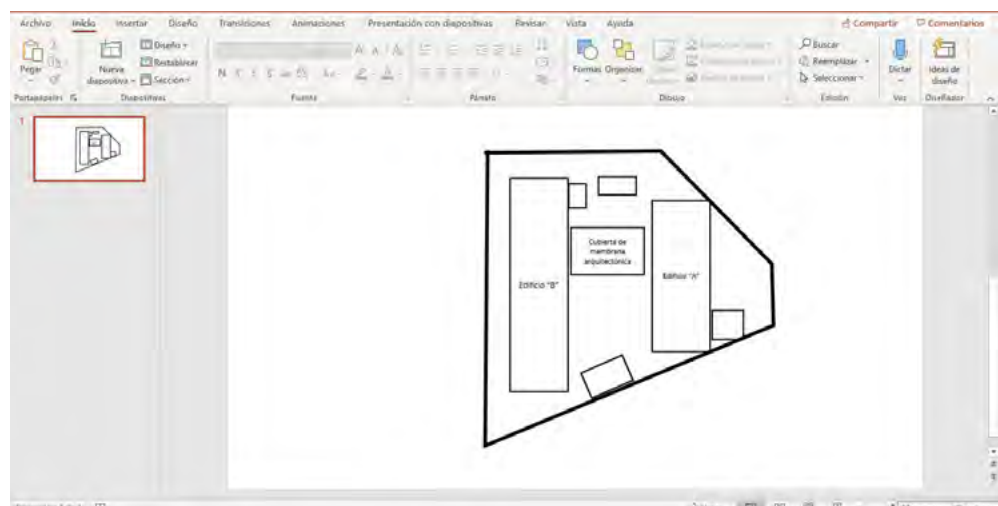 Archivo Inicio Insertar Diseño Transiciones Animaciones Presentación con diapositivas Revisar Vista Ayuda Compartir Comentarios
Pegar
Nueva
diapositiva
Diseño
Restablecer
Sección
N
Formas Organizar
Buscar
Reemplazar
Seleccionar
Dictar
Ideas de
diseño
Portapapeles Diapositivas Fuente Párrafo Dibujo Edición Voz Diseñador
1
Cubierta de
membrana
arquitectónica
Edificio "B"
Edificio "A"